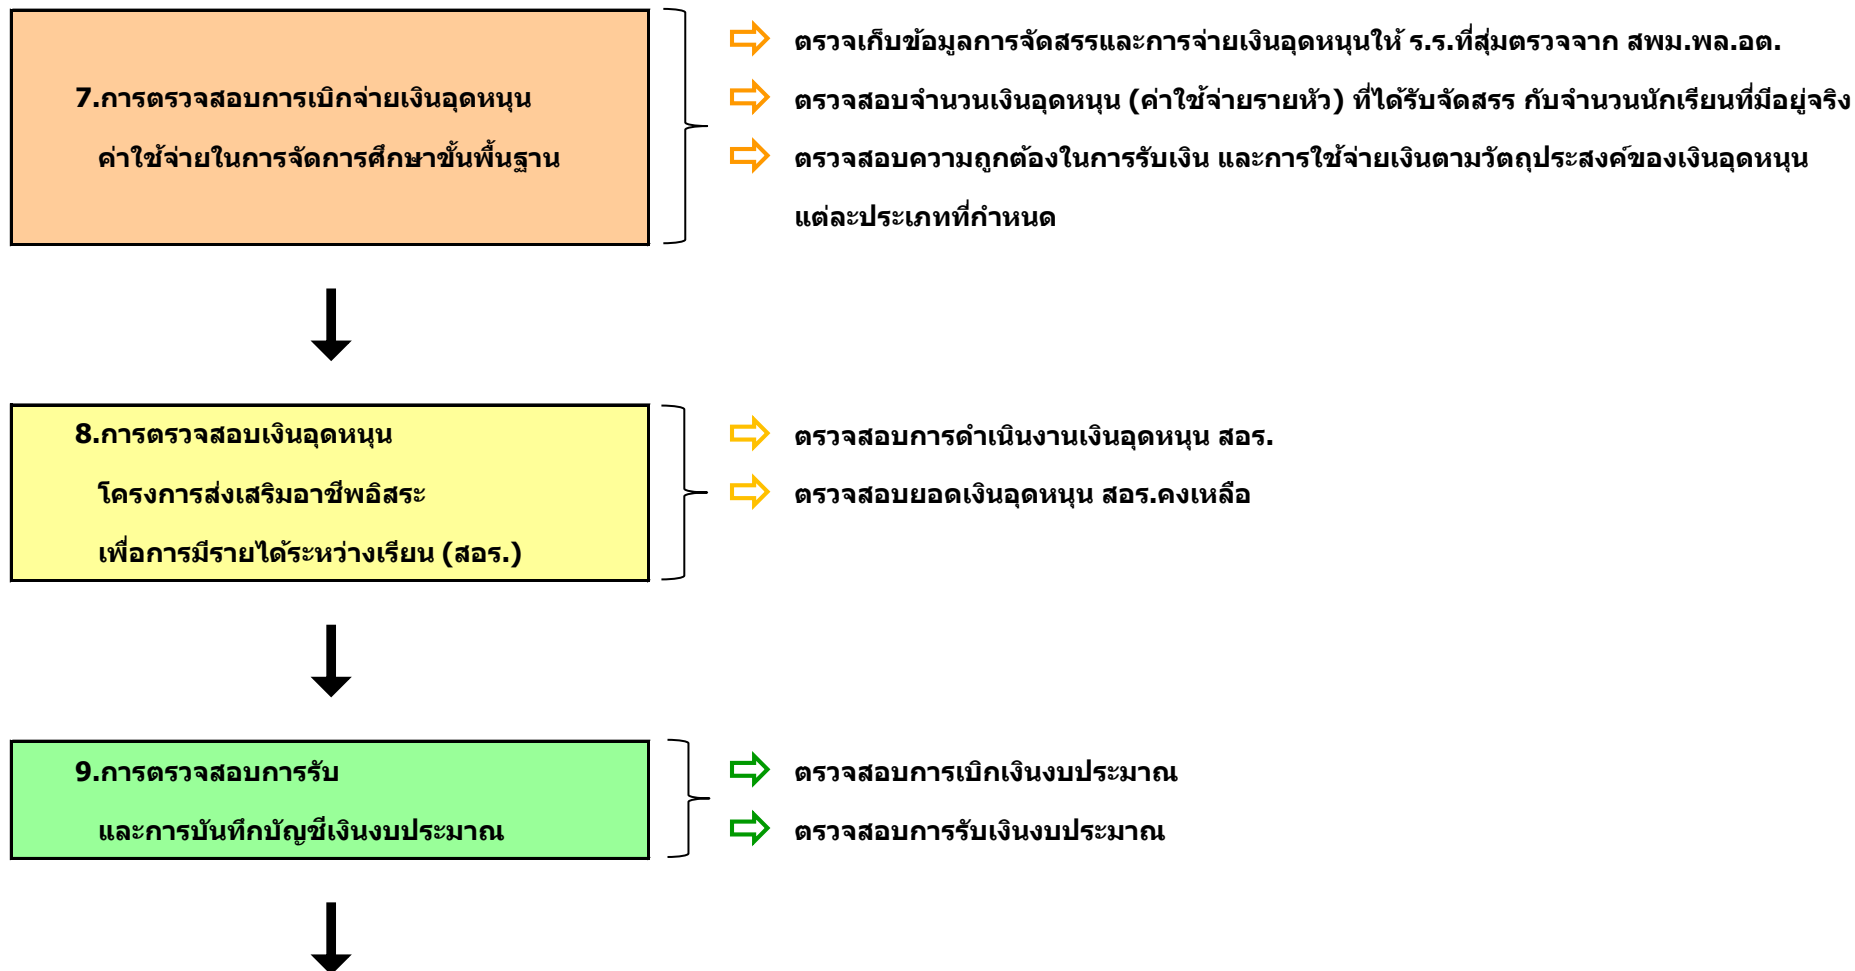 7.การตรวจสอบการเบิกจ่ายเงินอุดหนุน
ค่าใช้จ่ายในการจัดการศึกษาขั้นพื้นฐาน
ตรวจเก็บข้อมูลการจัดสรรและการจ่ายเงินอุดหนุนให้ ร.ร.ที่สุ่มตรวจจาก สพม.พล.อต.
ตรวจสอบจำนวนเงินอุดหนุน (ค่าใช้จ่ายรายหัว) ที่ได้รับจัดสรร กับจำนวนนักเรียนที่มีอยู่จริง
ตรวจสอบความถูกต้องในการรับเงิน และการใช้จ่ายเงินตามวัตถุประสงค์ของเงินอุดหนุน
แต่ละประเภทที่กำหนด
8.การตรวจสอบเงินอุดหนุน
โครงการส่งเสริมอาชีพอิสระ
เพื่อการมีรายได้ระหว่างเรียน (สอร.)
ตรวจสอบการดำเนินงานเงินอุดหนุน สอร.
ตรวจสอบยอดเงินอุดหนุน สอร.คงเหลือ
9.การตรวจสอบการรับ
และการบันทึกบัญชีเงินงบประมาณ
ตรวจสอบการเบิกเงินงบประมาณ
ตรวจสอบการรับเงินงบประมาณ